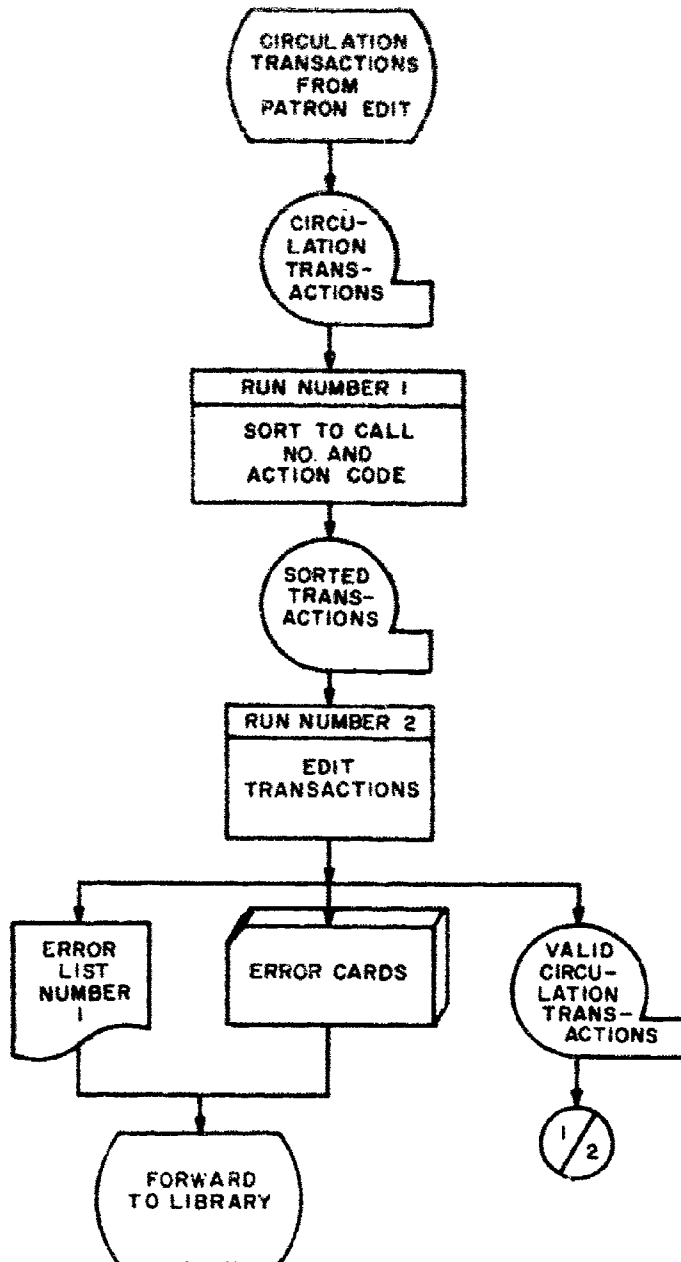 CIRCULATION
TRANSACTIONS
FROM
PATRON EDIT
CIRCU-
LATION
TRANS-
ACTIONS
RUN NUMBER 1
SORT TO CALL
NO. AND
ACTION CODE
SORTED
TRANS-
ACTIONS
RUN NUMBER 2
EDIT
TRANSACTIONS
ERROR
LIST
NUMBER
1
ERROR CARDS
VALID
CIRCU-
LATION
TRANS-
ACTIONS
1/2
FORWARD
TO LIBRARY